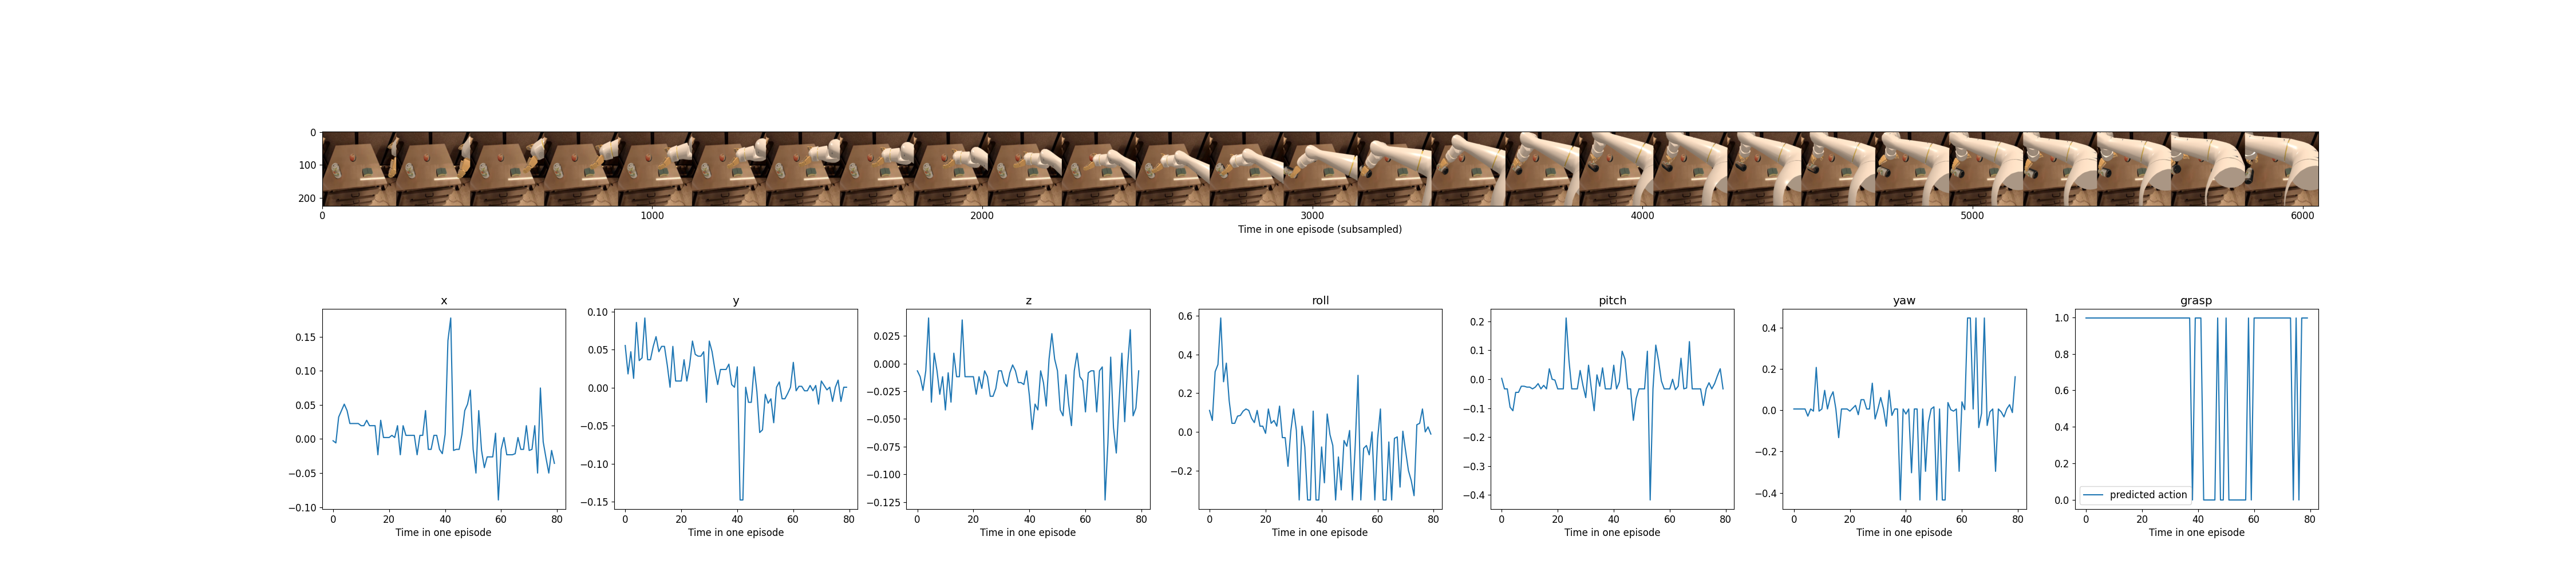 0
100
200
0 1000 2000 3000 4000 5000 6000
Time in one episode (subsampled)
x
0.15
0.10
0.05
0.00
−0.05
−0.10
0 20 40 60 80
Time in one episode
y
0.10
0.05
0.00
−0.05
−0.10
−0.15
0 20 40 60 80
Time in one episode
z
0.025
0.000
−0.025
−0.050
−0.075
−0.100
−0.125
0 20 40 60 80
Time in one episode
roll
0.6
0.4
0.2
0.0
−0.2
0 20 40 60 80
Time in one episode
pitch
0.2
0.1
0.0
−0.1
−0.2
−0.3
−0.4
0 20 40 60 80
Time in one episode
yaw
0.4
0.2
0.0
−0.2
−0.4
0 20 40 60 80
Time in one episode
grasp
1.0
0.8
0.6
0.4
0.2
0.0
predicted action
0 20 40 60 80
Time in one episode